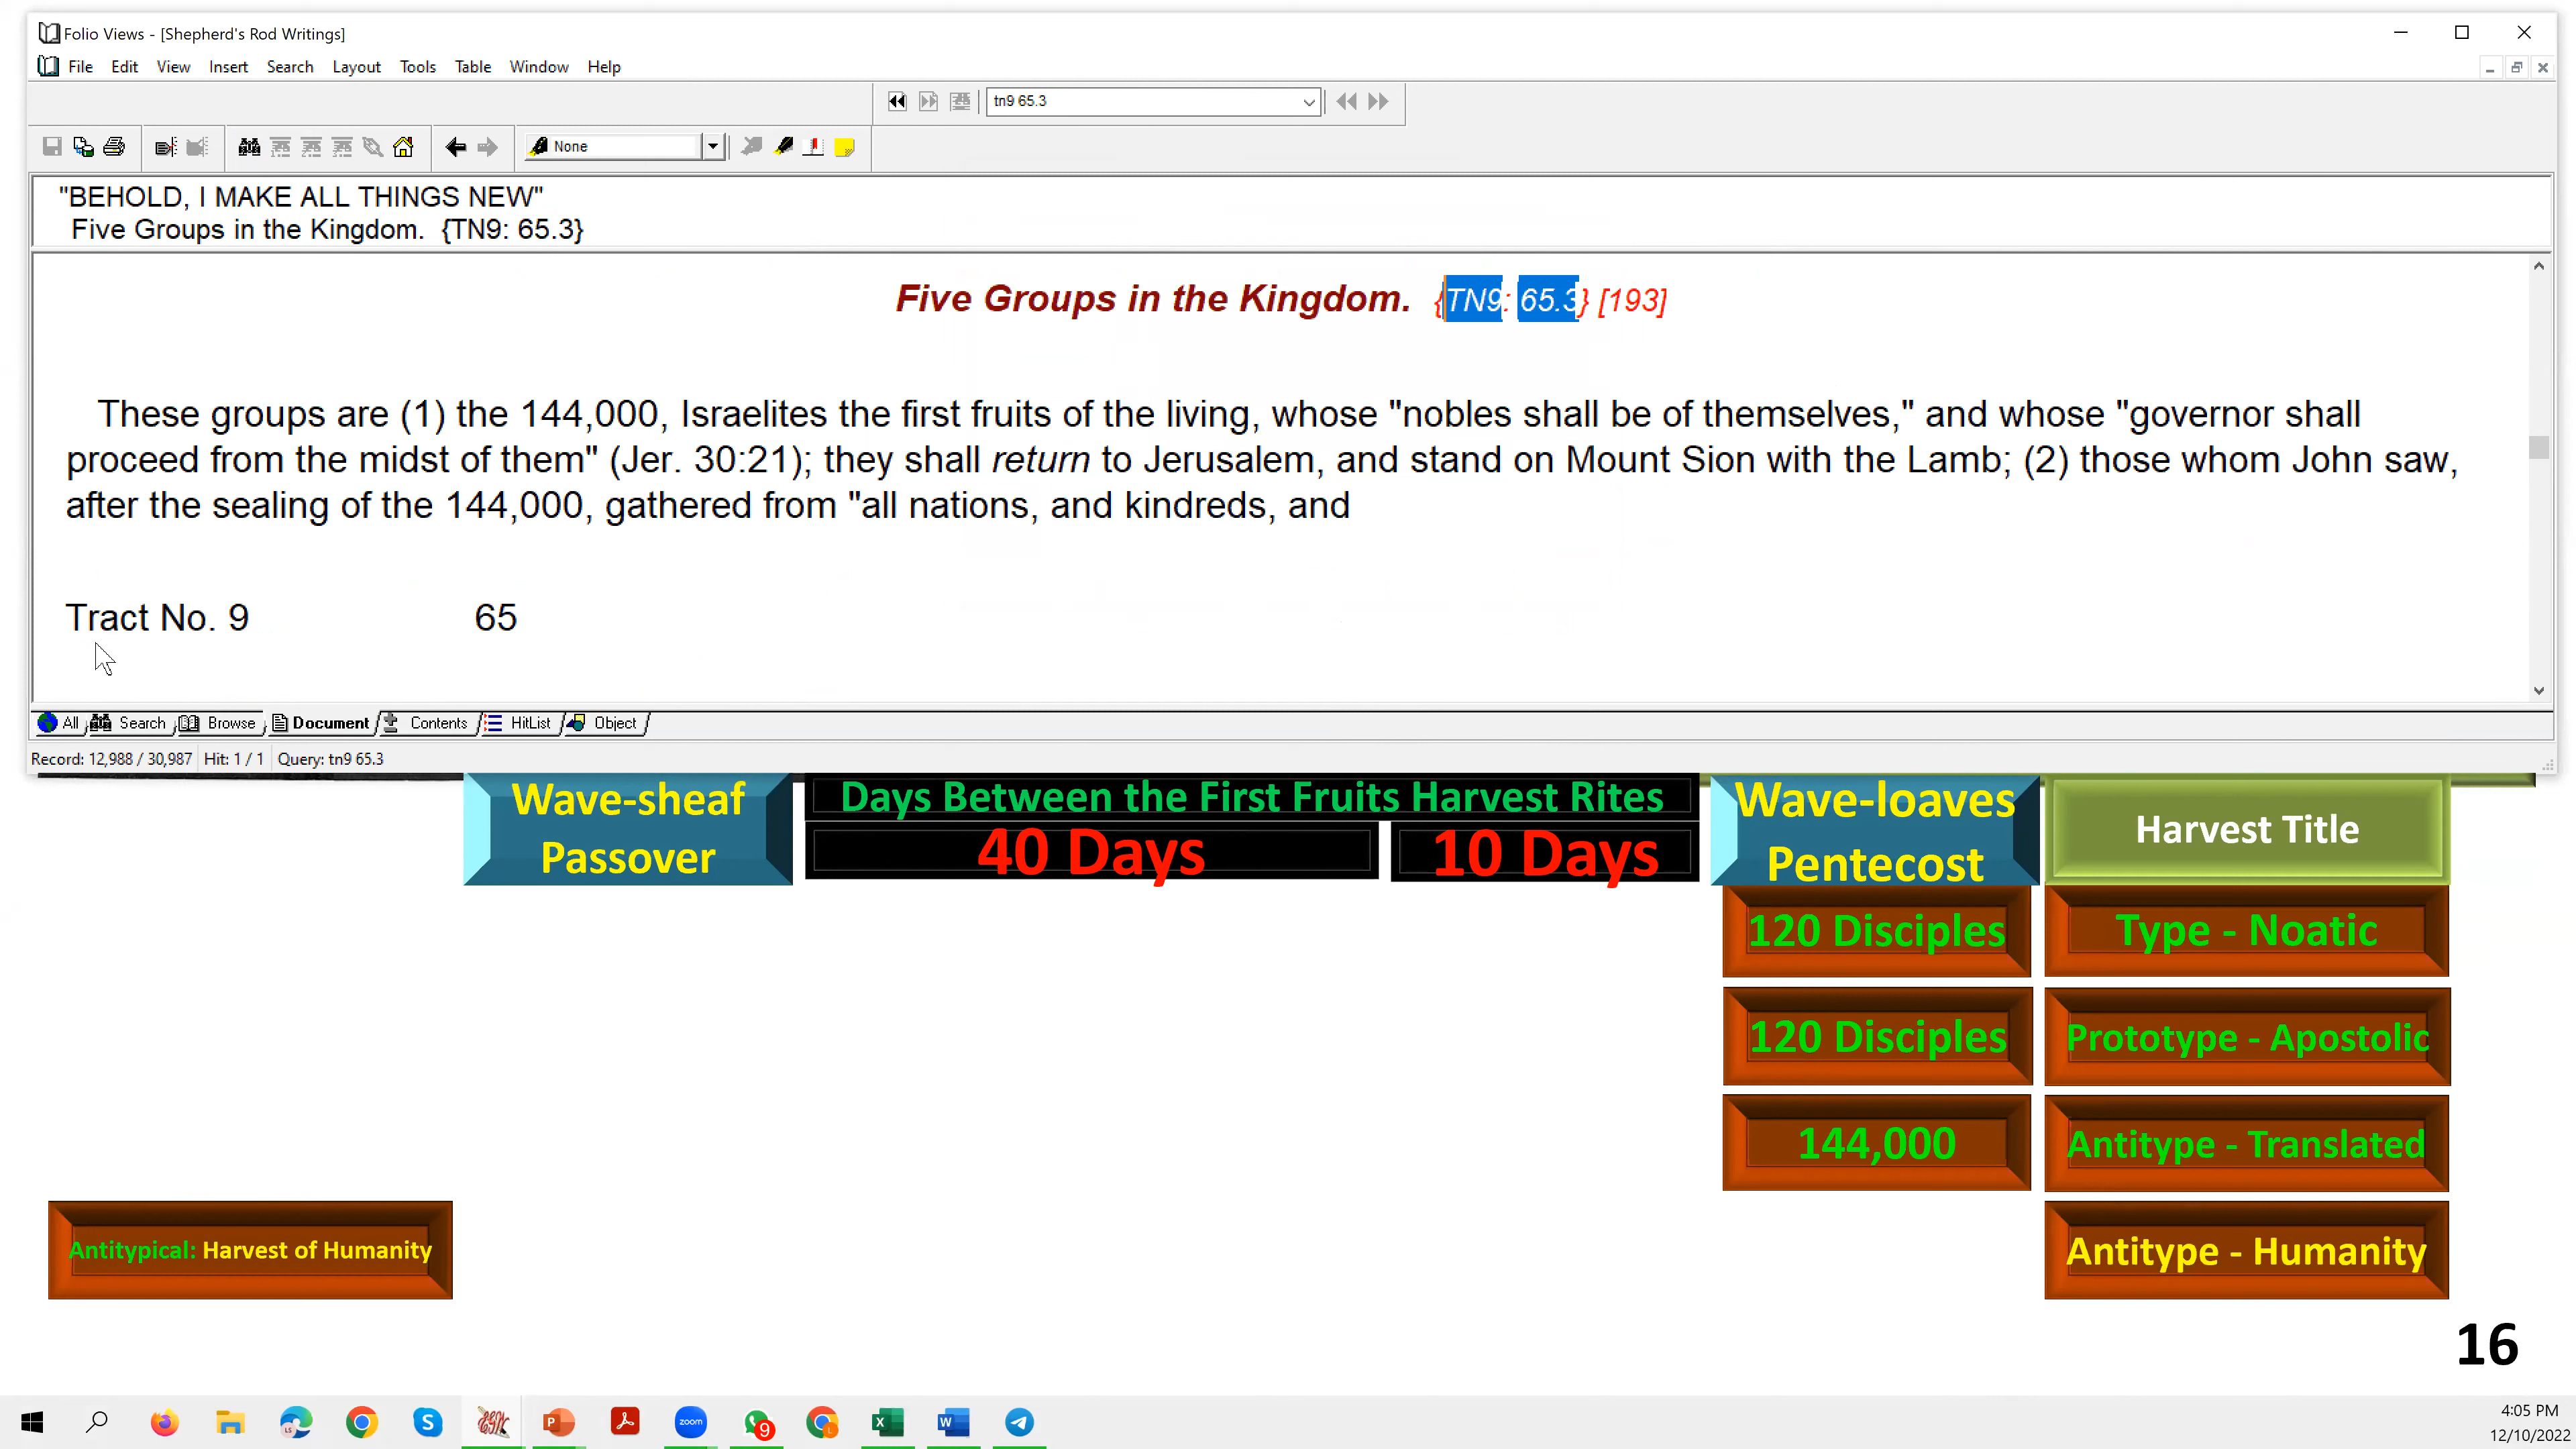 Folio Views - [Shepherd's Rod Writings]
File Edit View Insert Search Layout Tools Table Window Help
tn9 65.3
None
"BEHOLD, I MAKE ALL THINGS NEW"
Five Groups in the Kingdom. {TN9: 65.3}
Five Groups in the Kingdom. {TN9: 65.3} [193]
These groups are (1) the 144,000, Israelites the first fruits of the living, whose "nobles shall be of themselves," and whose "governor shall
proceed from the midst of them" (Jer. 30:21); they shall return to Jerusalem, and stand on Mount Sion with the Lamb; (2) those whom John saw,
after the sealing of the 144,000, gathered from "all nations, and kindreds, and
Tract No. 9 65
All Search Browse Document Contents HitList Object
Record: 12,988 / 30,987 Hit: 1 / 1 Query: tn9 65.3
Wave-sheaf
Passover
Days Between the First Fruits Harvest Rites
40 Days
10 Days
Wave-loaves
Pentecost
Harvest Title
120 Disciples
Type - Noatic
120 Disciples
Prototype - Apostolic
144,000
Antitype - Translated
Antitypical: Harvest of Humanity
Antitype - Humanity
16
LS
S
P
zoom
9
L
X
W
4:05 PM
12/10/2022